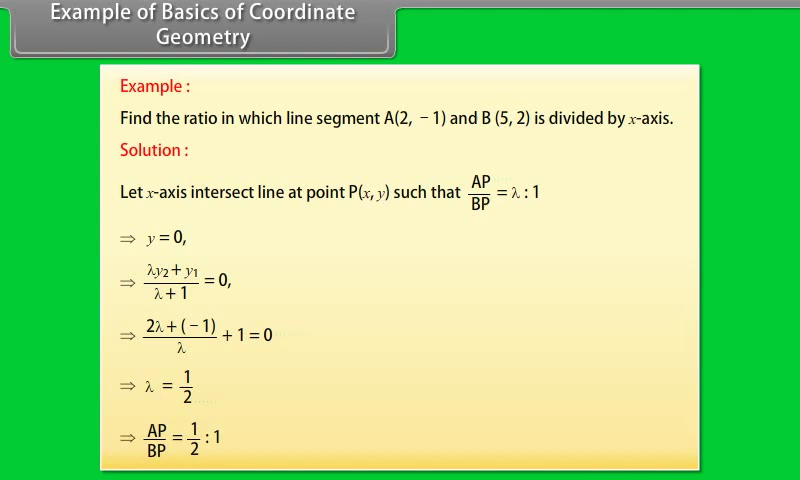 Example of Basics of Coordinate
Geometry
Example :
Find the ratio in which line segment A(2, −1) and B (5, 2) is divided by x-axis.
Solution :
Let x-axis intersect line at point P(x, y) such that AP/BP = λ : 1
⇒ y = 0,
⇒ (λy₂ + y₁)/(λ + 1) = 0,
⇒ (2λ + (−1))/λ + 1 = 0
⇒ λ = 1/2
⇒ AP/BP = 1/2 : 1